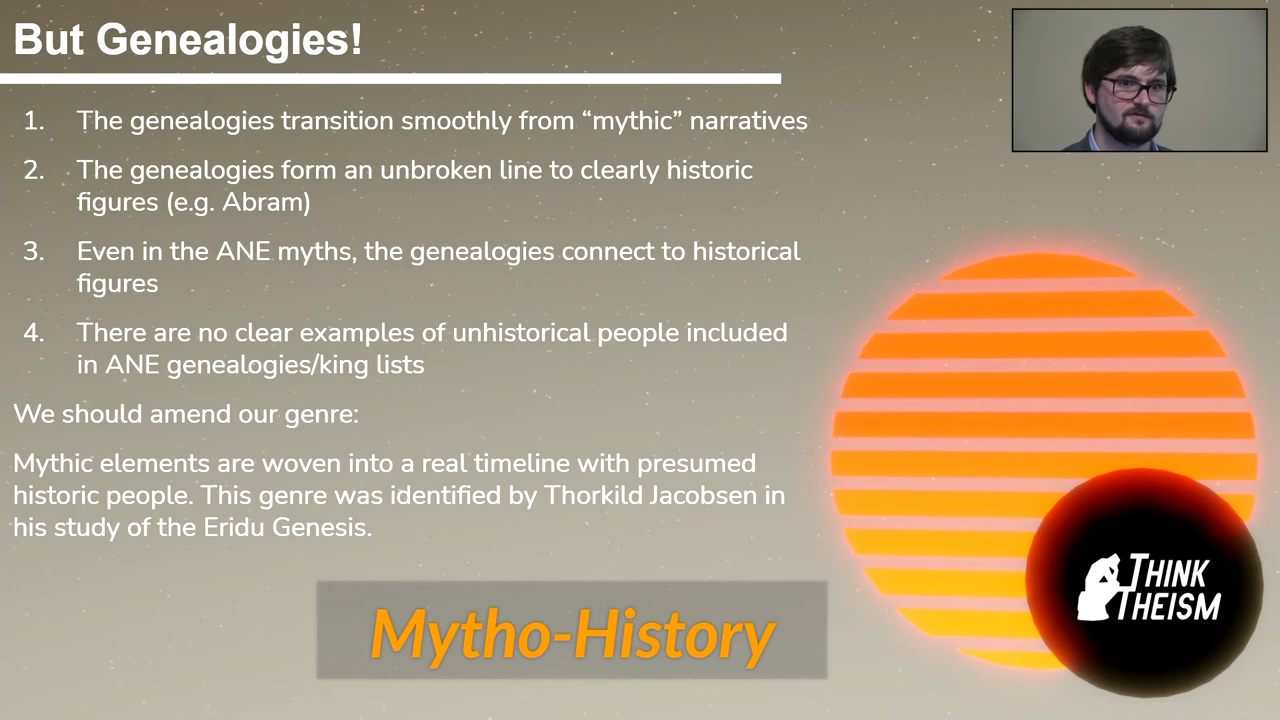 But Genealogies!
1. The genealogies transition smoothly from “mythic” narratives
2. The genealogies form an unbroken line to clearly historic
figures (e.g. Abram)
3. Even in the ANE myths, the genealogies connect to historical
figures
4. There are no clear examples of unhistorical people included
in ANE genealogies/king lists
We should amend our genre:
Mythic elements are woven into a real timeline with presumed
historic people. This genre was identified by Thorkild Jacobsen in
his study of the Eridu Genesis.
Mytho-History
THINK
THEISM